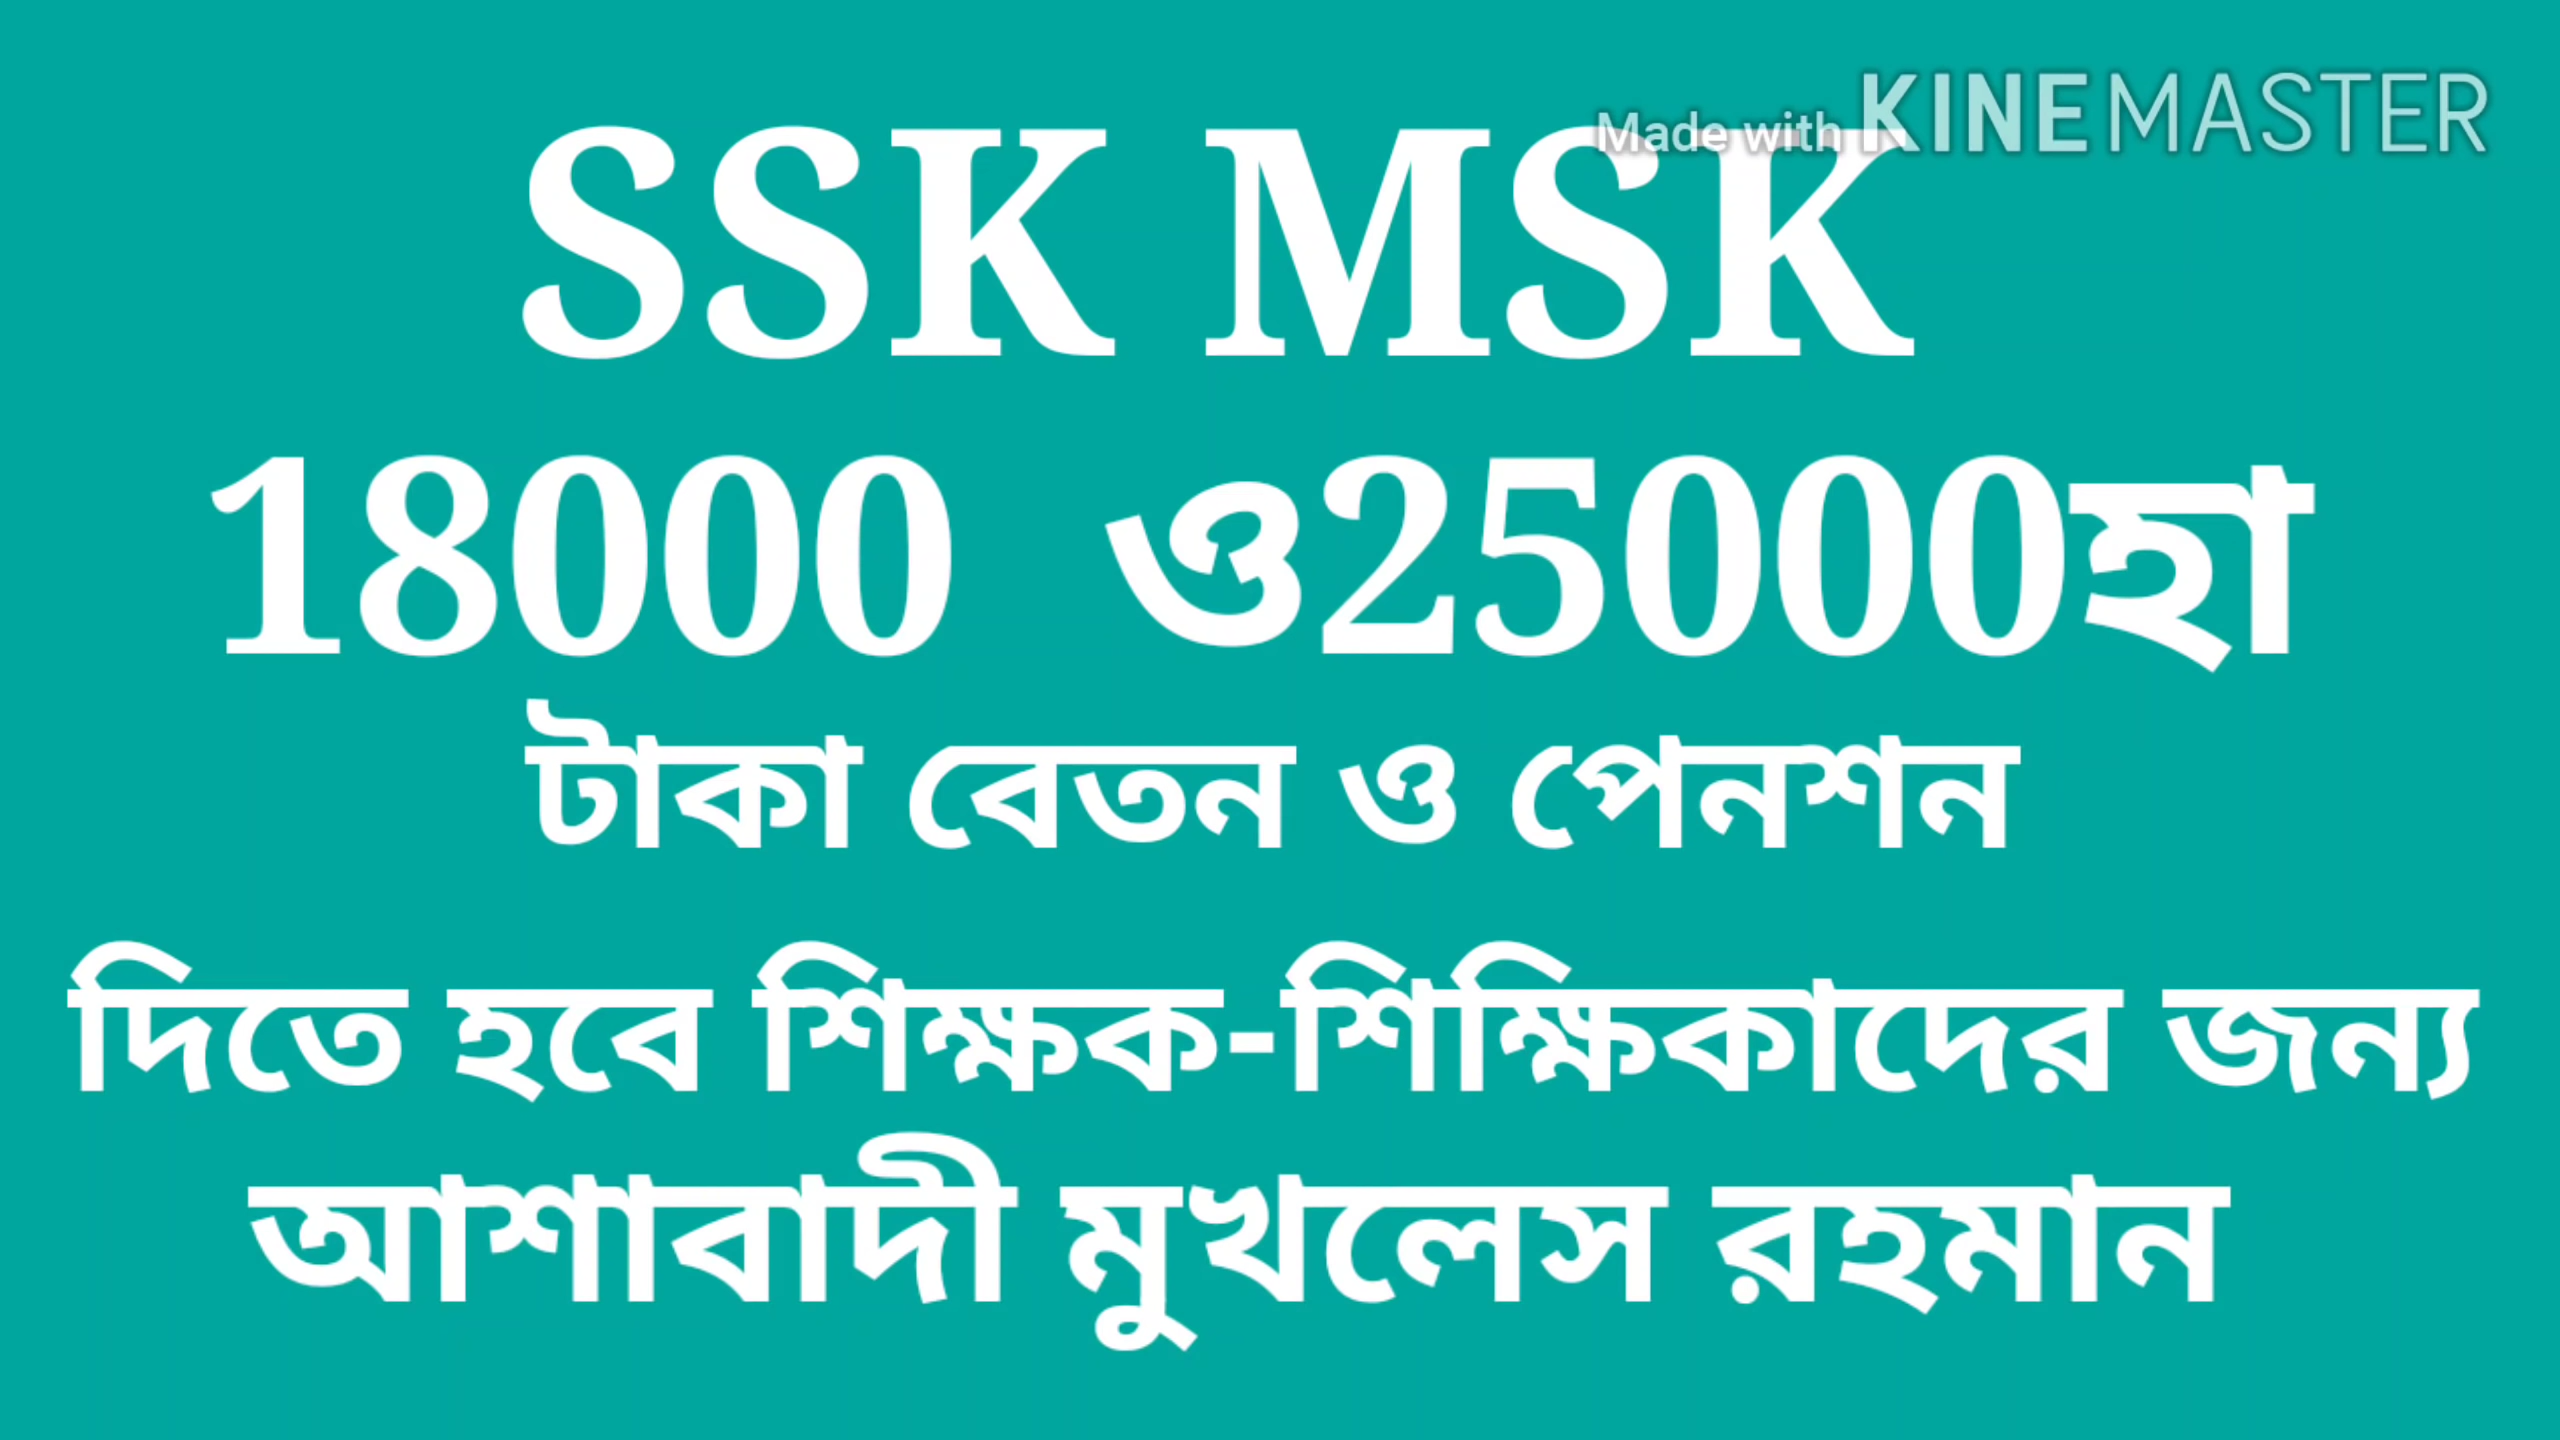 Made with KINEMASTER
SSK MSK
18000 ও25000হা
টাকা বেতন ও পেনশন
দিতে হবে শিক্ষক-শিক্ষিকাদের জন্য
আশাবাদী মুখলেস রহমান